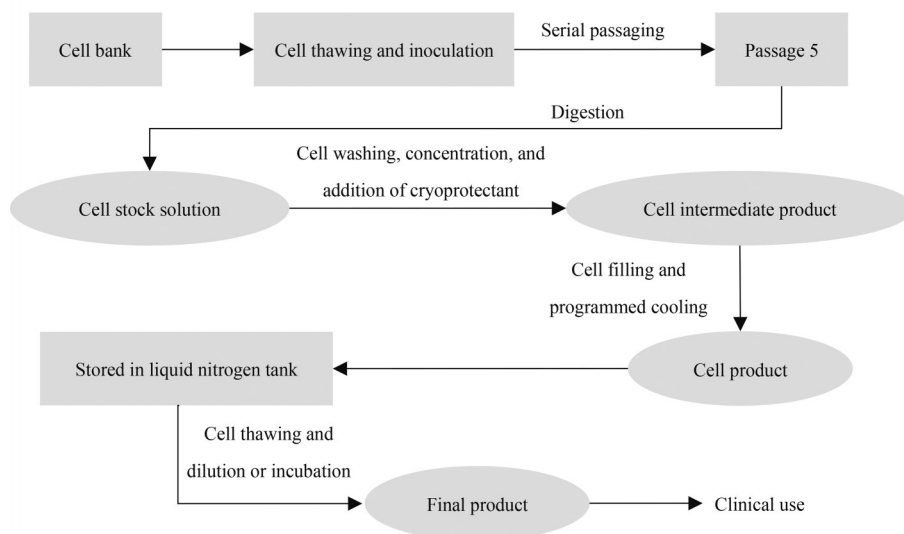 Cell bank
Cell thawing and inoculation
Serial passaging
Passage 5
Digestion
Cell washing, concentration, and
addition of cryoprotectant
Cell stock solution
Cell intermediate product
Cell filling and
programmed cooling
Cell product
Stored in liquid nitrogen tank
Cell thawing and
dilution or incubation
Final product
Clinical use